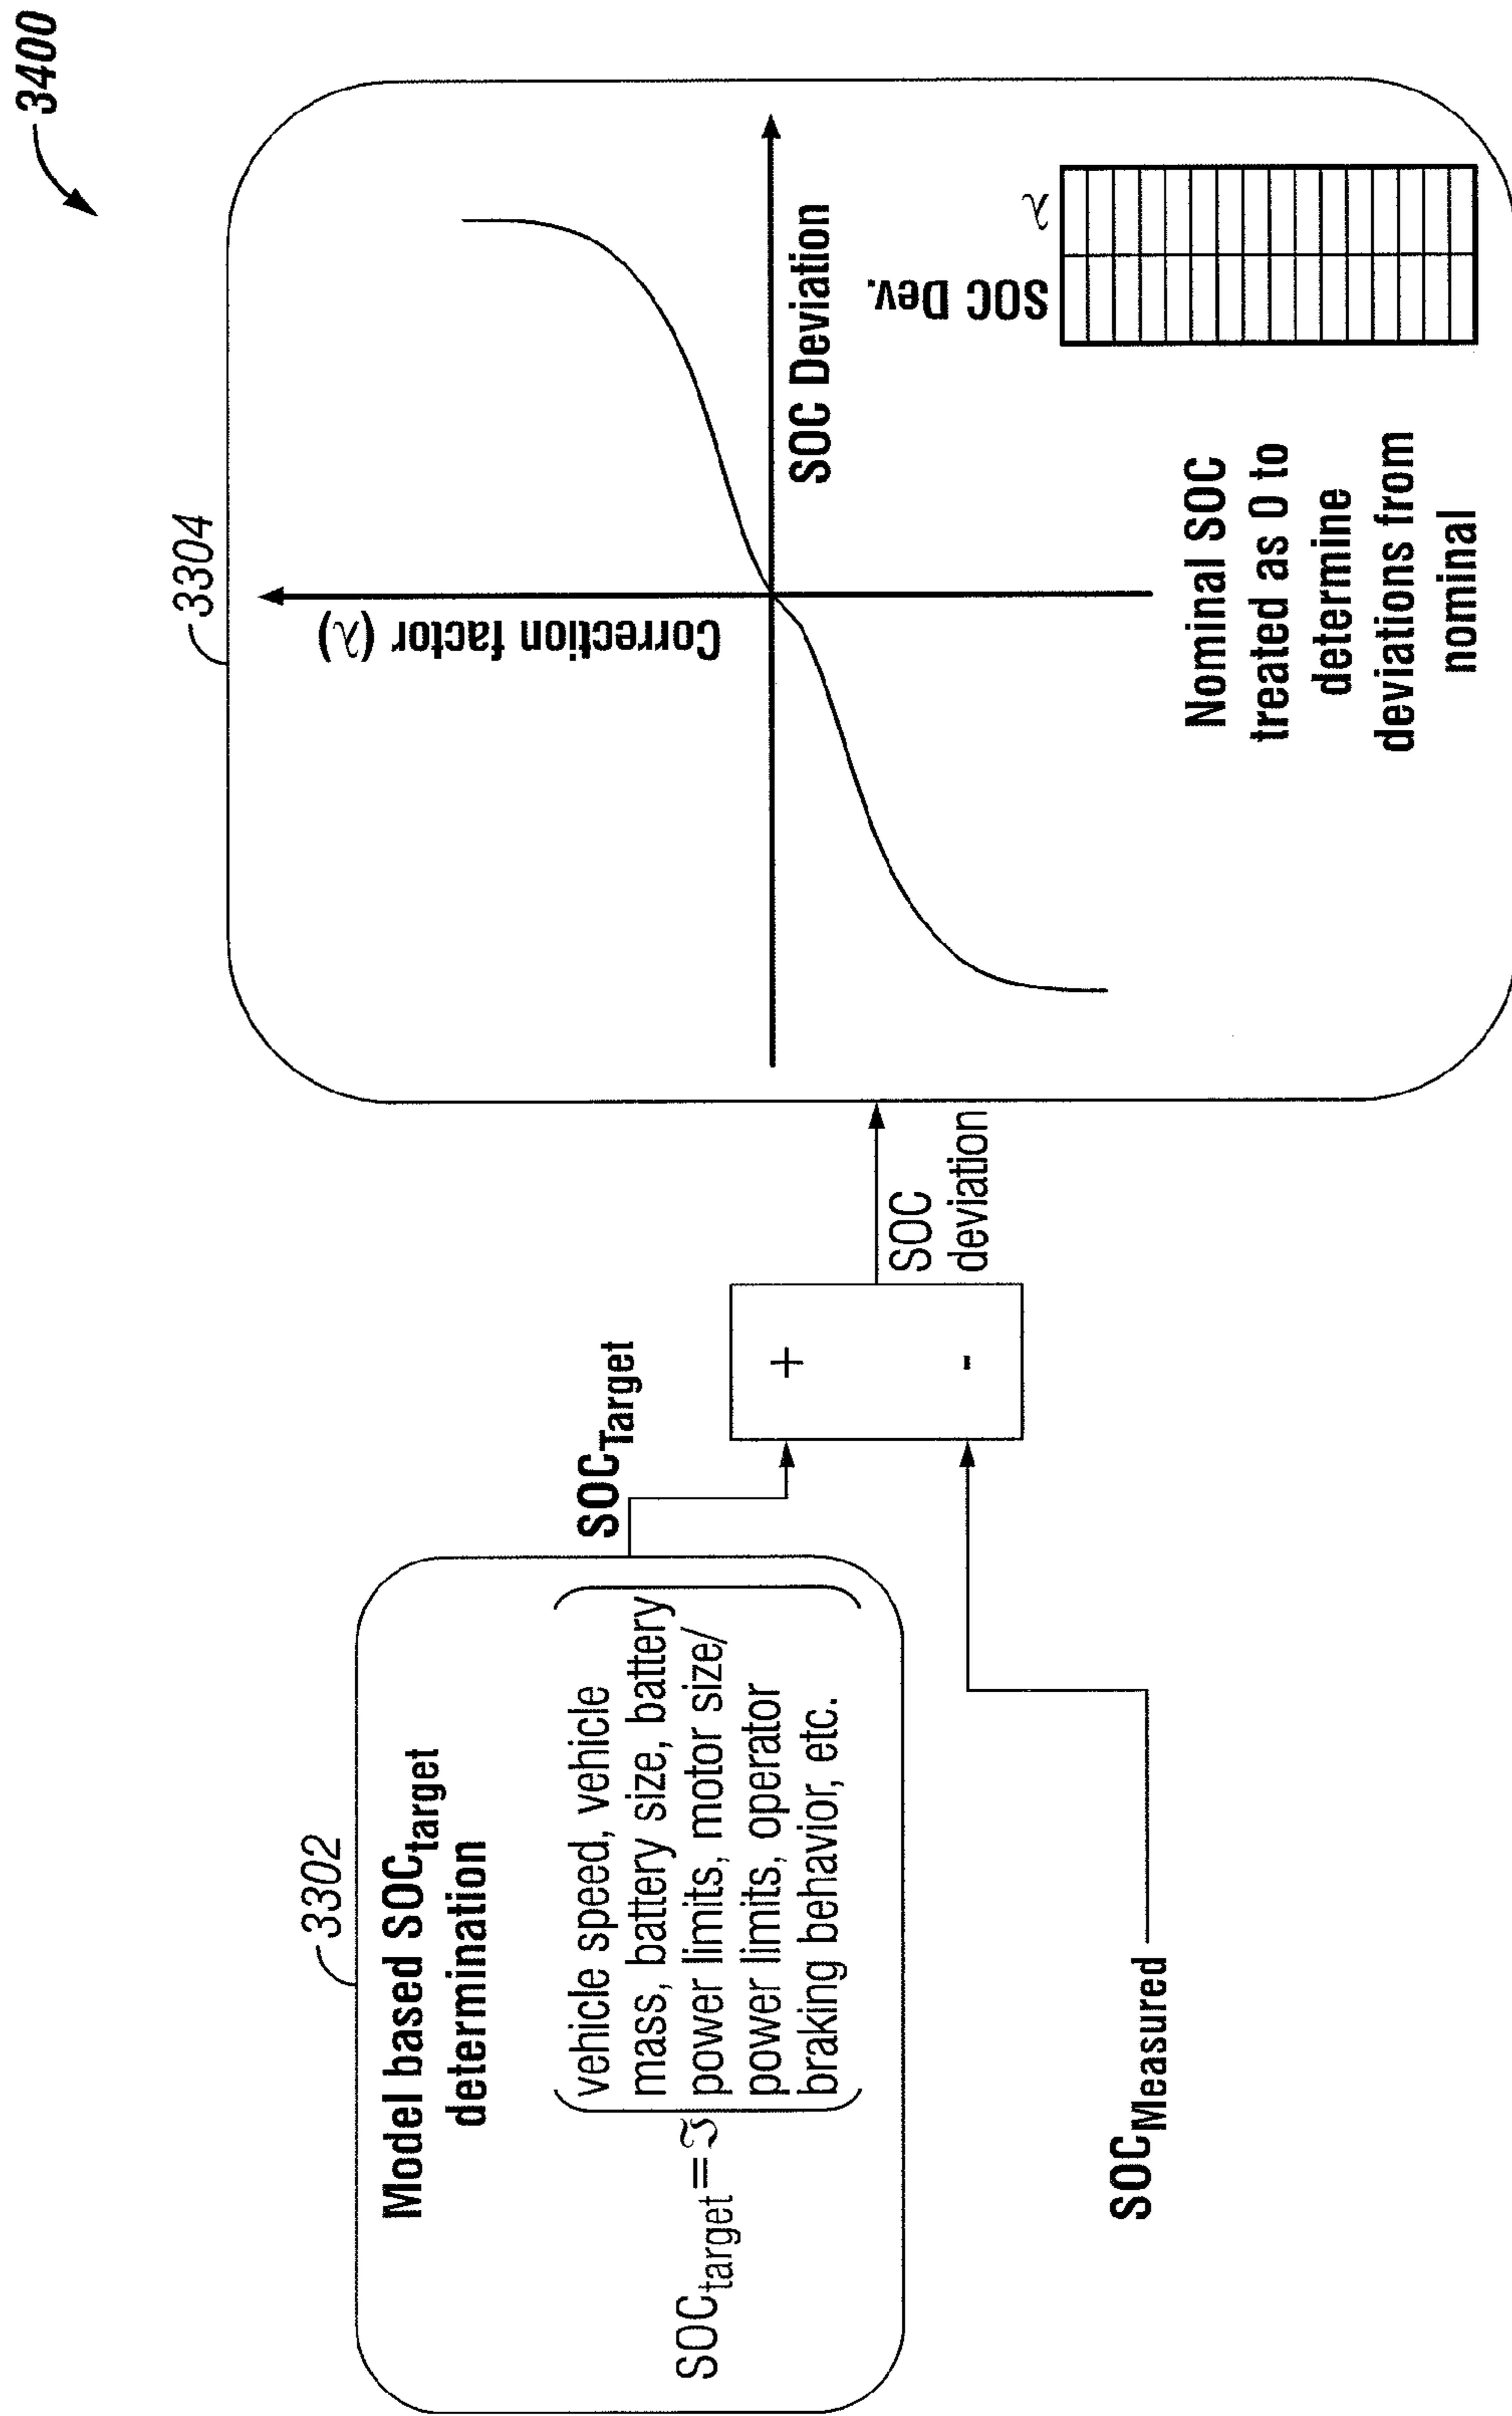 3400
3302
Model based SOCtarget
determination
SOCtarget=ℑ
vehicle speed, vehicle
mass, battery size, battery
power limits, motor size/
power limits, operator
braking behavior, etc.
SOCTarget
SOCMeasured
+
-
SOC
deviation
3304
Correction factor (λ)
SOC Deviation
Nominal SOC
treated as 0 to
determine
deviations from
nominal
SOC Dev. λ